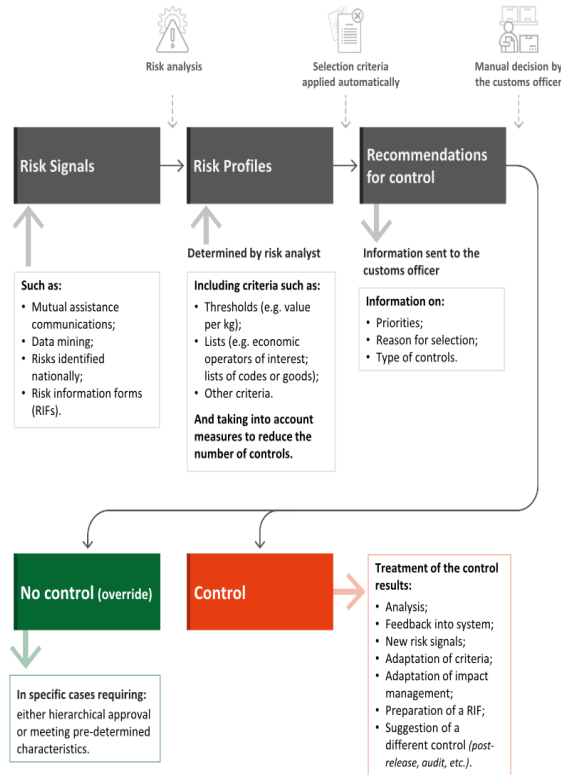 Risk analysis
Selection criteria
applied automatically
Manual decision by
the customs officer
Risk Signals
Risk Profiles
Recommendations
for control
Such as:
• Mutual assistance
communications;
• Data mining;
• Risks identified
nationally;
• Risk information forms
(RIFs).
Determined by risk analyst
Including criteria such as:
• Thresholds (e.g. value
per kg);
• Lists (e.g. economic
operators of interest;
lists of codes or goods);
• Other criteria.
And taking into account
measures to reduce the
number of controls.
Information sent to the
customs officer
Information on:
• Priorities;
• Reason for selection;
• Type of controls.
No control (override)
Control
In specific cases requiring:
either hierarchical approval
or meeting pre-determined
characteristics.
Treatment of the control
results:
• Analysis;
• Feedback into system;
• New risk signals;
• Adaptation of criteria;
• Adaptation of impact
management;
• Preparation of a RIF;
• Suggestion of a
different control (post-
release, audit, etc.).